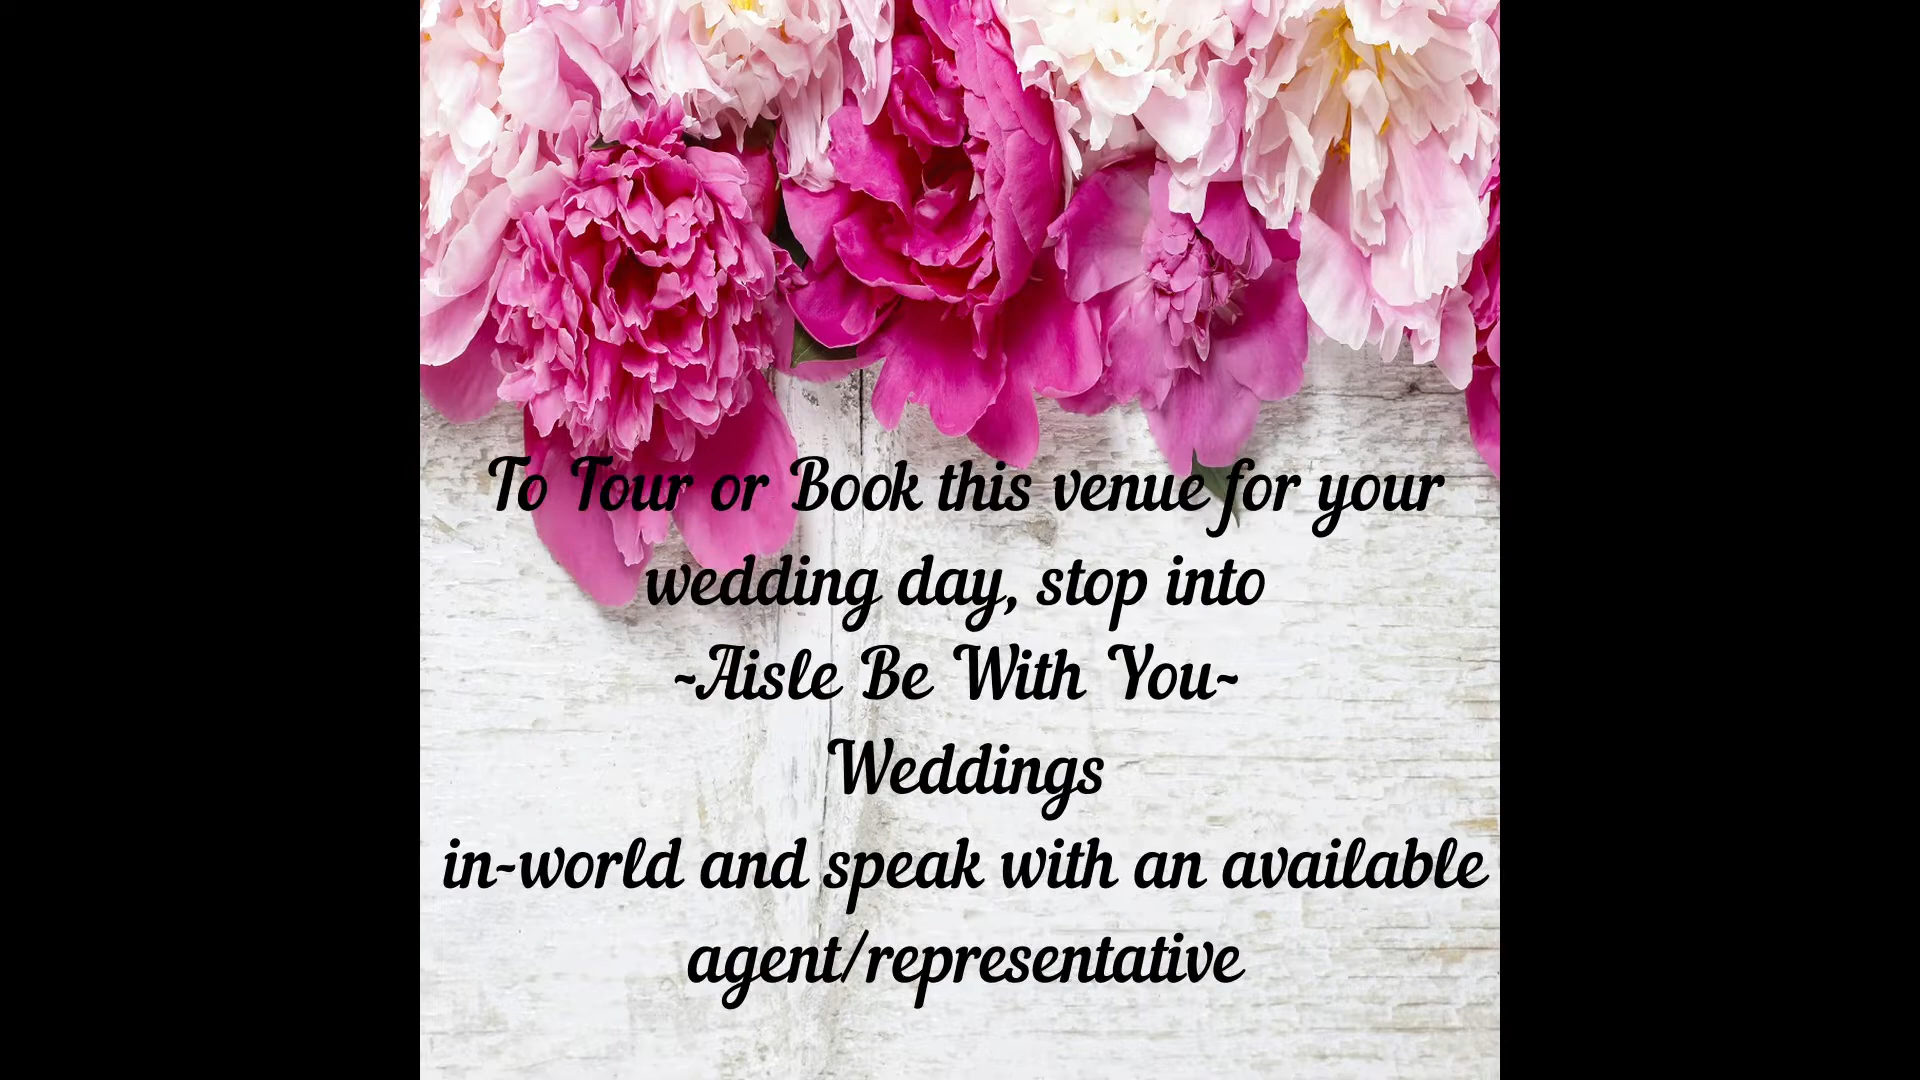 To Tour or Book this venue for your
wedding day, stop into
~Aisle Be With You~
Weddings
in-world and speak with an available
agent/representative